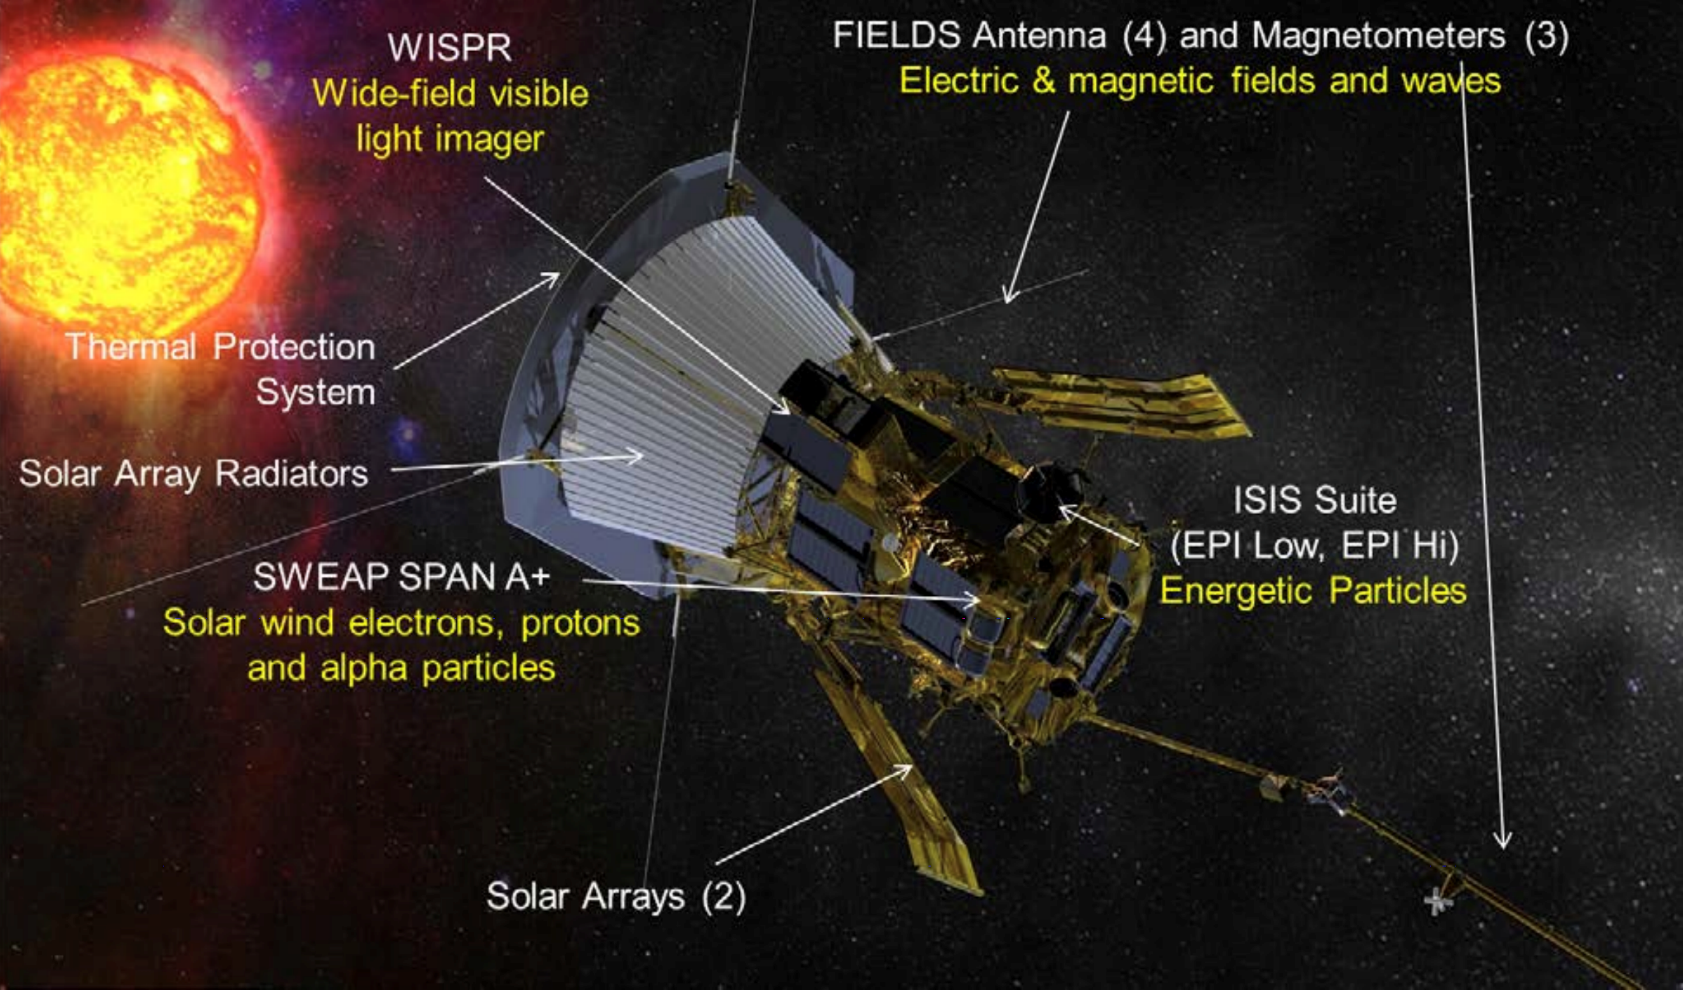 WISPR
Wide-field visible
light imager
FIELDS Antenna (4) and Magnetometers (3)
Electric & magnetic fields and waves
Thermal Protection
System
Solar Array Radiators
ISIS Suite
(EPI Low, EPI Hi)
Energetic Particles
SWEAP SPAN A+
Solar wind electrons, protons
and alpha particles
Solar Arrays (2)